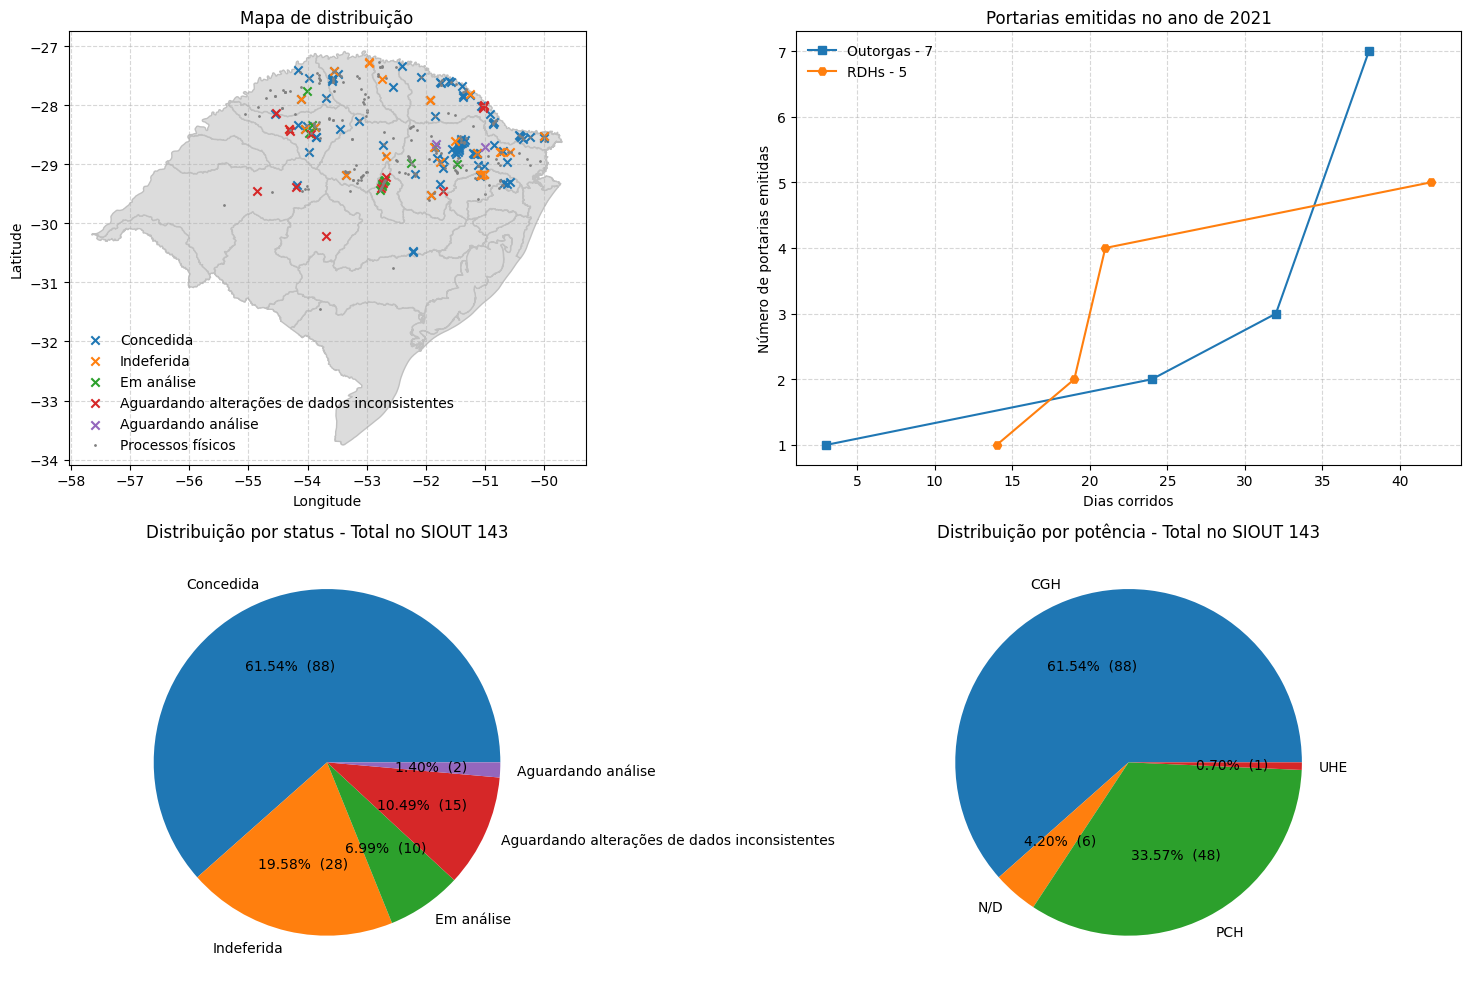 Mapa de distribuição
−27
−28
−29
−30
−31
−32
−33
−34
Latitude
Concedida
Indeferida
Em análise
Aguardando alterações de dados inconsistentes
Aguardando análise
Processos físicos
−58 −57 −56 −55 −54 −53 −52 −51 −50
Longitude
Portarias emitidas no ano de 2021
7
6
5
4
3
2
1
Número de portarias emitidas
Outorgas - 7
RDHs - 5
5 10 15 20 25 30 35 40
Dias corridos
Distribuição por status - Total no SIOUT 143
Concedida
61.54% (88)
1.40% (2)
Aguardando análise
10.49% (15)
Aguardando alterações de dados inconsistentes
6.99% (10)
19.58% (28)
Em análise
Indeferida
Distribuição por potência - Total no SIOUT 143
CGH
61.54% (88)
0.70% (1)
UHE
4.20% (6)
33.57% (48)
N/D
PCH